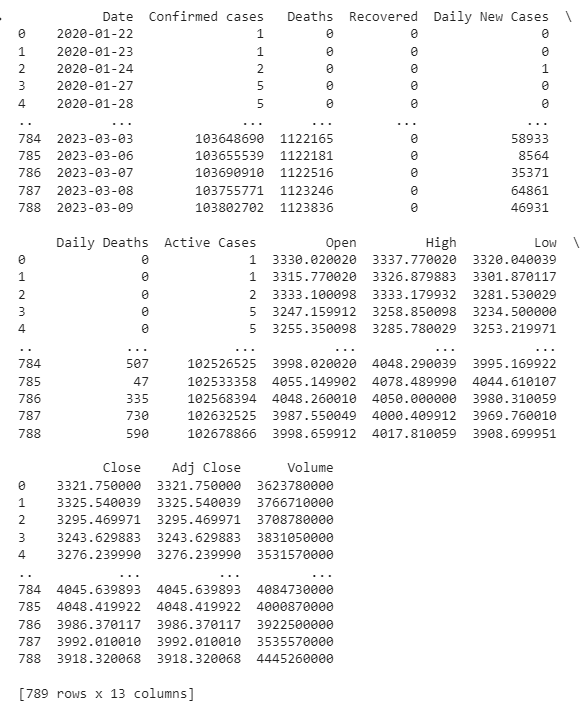 Date Confirmed cases Deaths Recovered Daily New Cases \
0 2020-01-22 1 0 0 0
1 2020-01-23 1 0 0 0
2 2020-01-24 2 0 0 1
3 2020-01-27 5 0 0 0
4 2020-01-28 5 0 0 0
.. ... ... ... ... ...
784 2023-03-03 103648690 1122165 0 58933
785 2023-03-06 103655539 1122181 0 8564
786 2023-03-07 103690910 1122516 0 35371
787 2023-03-08 103755771 1123246 0 64861
788 2023-03-09 103802702 1123836 0 46931
Daily Deaths Active Cases Open High Low \
0 0 1 3330.020020 3337.770020 3320.040039
1 0 1 3315.770020 3326.879883 3301.870117
2 0 2 3333.100098 3333.179932 3281.530029
3 0 5 3247.159912 3258.850098 3234.500000
4 0 5 3255.350098 3285.780029 3253.219971
.. ... ... ... ... ...
784 507 102526525 3998.020020 4048.290039 3995.169922
785 47 102533358 4055.149902 4078.489990 4044.610107
786 335 102568394 4048.260010 4050.000000 3980.310059
787 730 102632525 3987.550049 4000.409912 3969.760010
788 590 102678866 3998.659912 4017.810059 3908.699951
Close Adj Close Volume
0 3321.750000 3321.750000 3623780000
1 3325.540039 3325.540039 3766710000
2 3295.469971 3295.469971 3708780000
3 3243.629883 3243.629883 3831050000
4 3276.239990 3276.239990 3531570000
.. ... ... ...
784 4045.639893 4045.639893 4084730000
785 4048.419922 4048.419922 4000870000
786 3986.370117 3986.370117 3922500000
787 3992.010010 3992.010010 3535570000
788 3918.320068 3918.320068 4445260000
[789 rows x 13 columns]